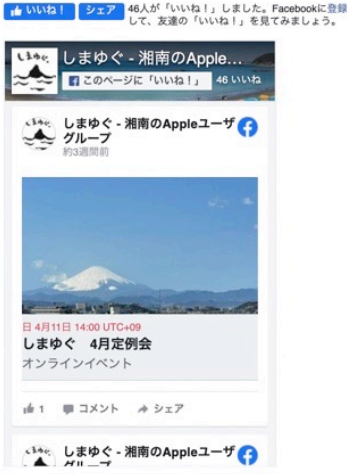 いいね！ シェア 46人が「いいね！」しました。Facebookに登録
して、友達の「いいね！」を見てみましょう。
しまゆぐ - 湘南のApple...
このページに「いいね！」 46 いいね
しまゆぐ - 湘南のAppleユーザ
グループ
約3週間前
日 4月11日 14:00 UTC+09
しまゆぐ 4月定例会
オンラインイベント
1 コメント シェア
しまゆぐ - 湘南のAppleユーザ
グループ